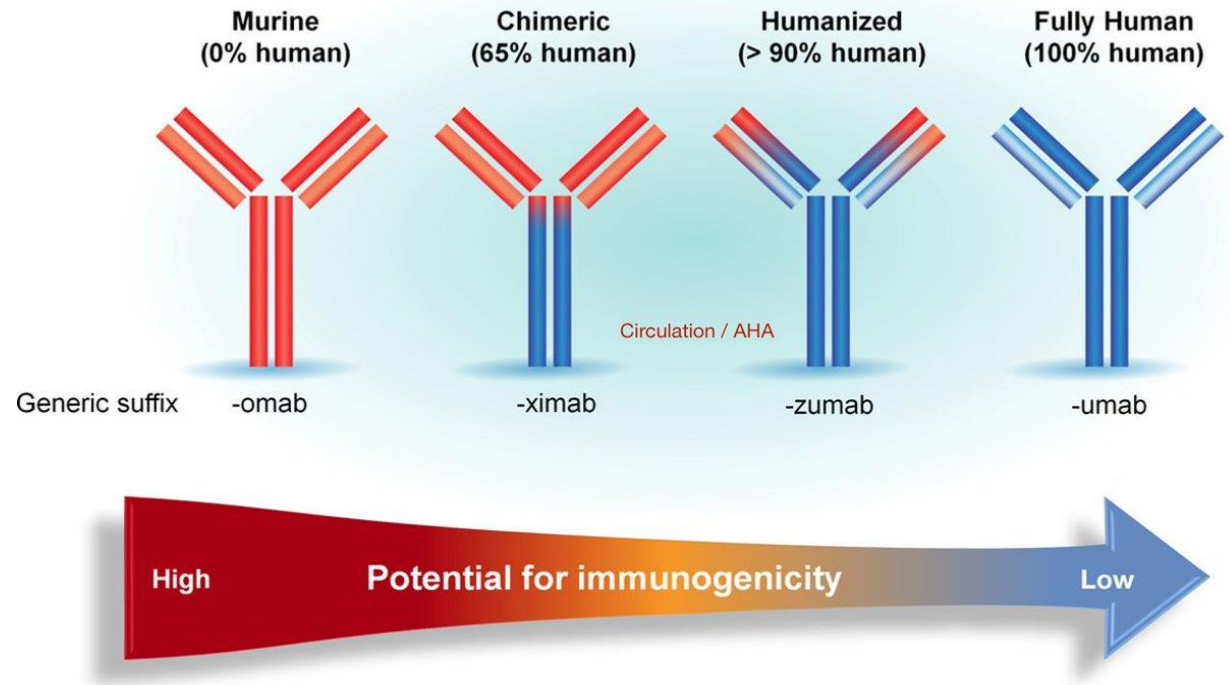 Murine
(0% human)
Chimeric
(65% human)
Humanized
(> 90% human)
Fully Human
(100% human)
Circulation / AHA
Generic suffix
-omab
-ximab
-zumab
-umab
High
Potential for immunogenicity
Low